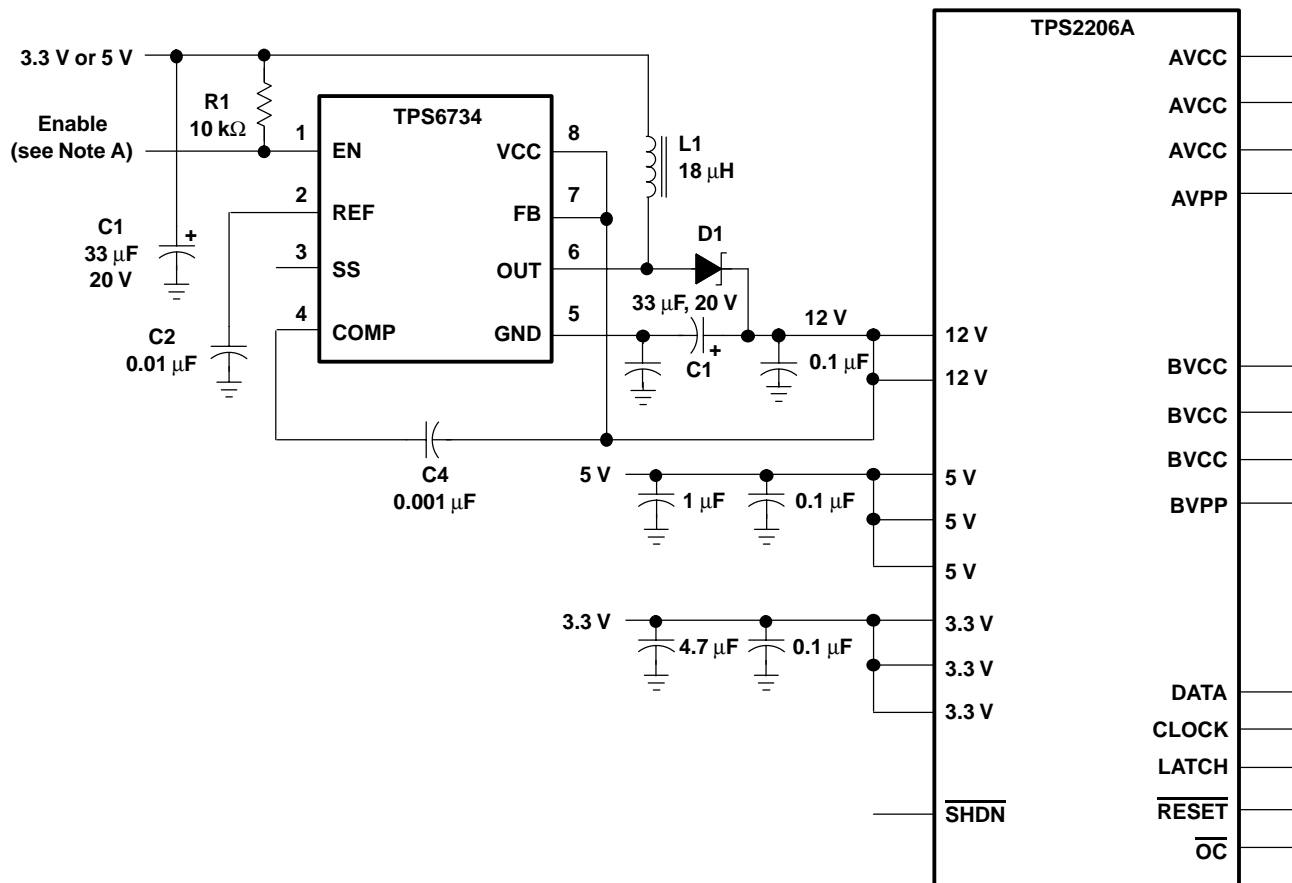 3.3 V or 5 V
Enable
(see Note A)
R1
10 kΩ
C1
33 μF
20 V
+
C2
0.01 μF
TPS6734
1
EN
2
REF
3
SS
4
COMP
8
VCC
7
FB
6
OUT
5
GND
L1
18 μH
D1
33 μF, 20 V
+
C1
12 V
0.1 μF
C4
0.001 μF
5 V
1 μF
0.1 μF
3.3 V
4.7 μF
0.1 μF
TPS2206A
12 V
12 V
5 V
5 V
5 V
3.3 V
3.3 V
3.3 V
SHDN
AVCC
AVCC
AVCC
AVPP
BVCC
BVCC
BVCC
BVPP
DATA
CLOCK
LATCH
RESET
OC